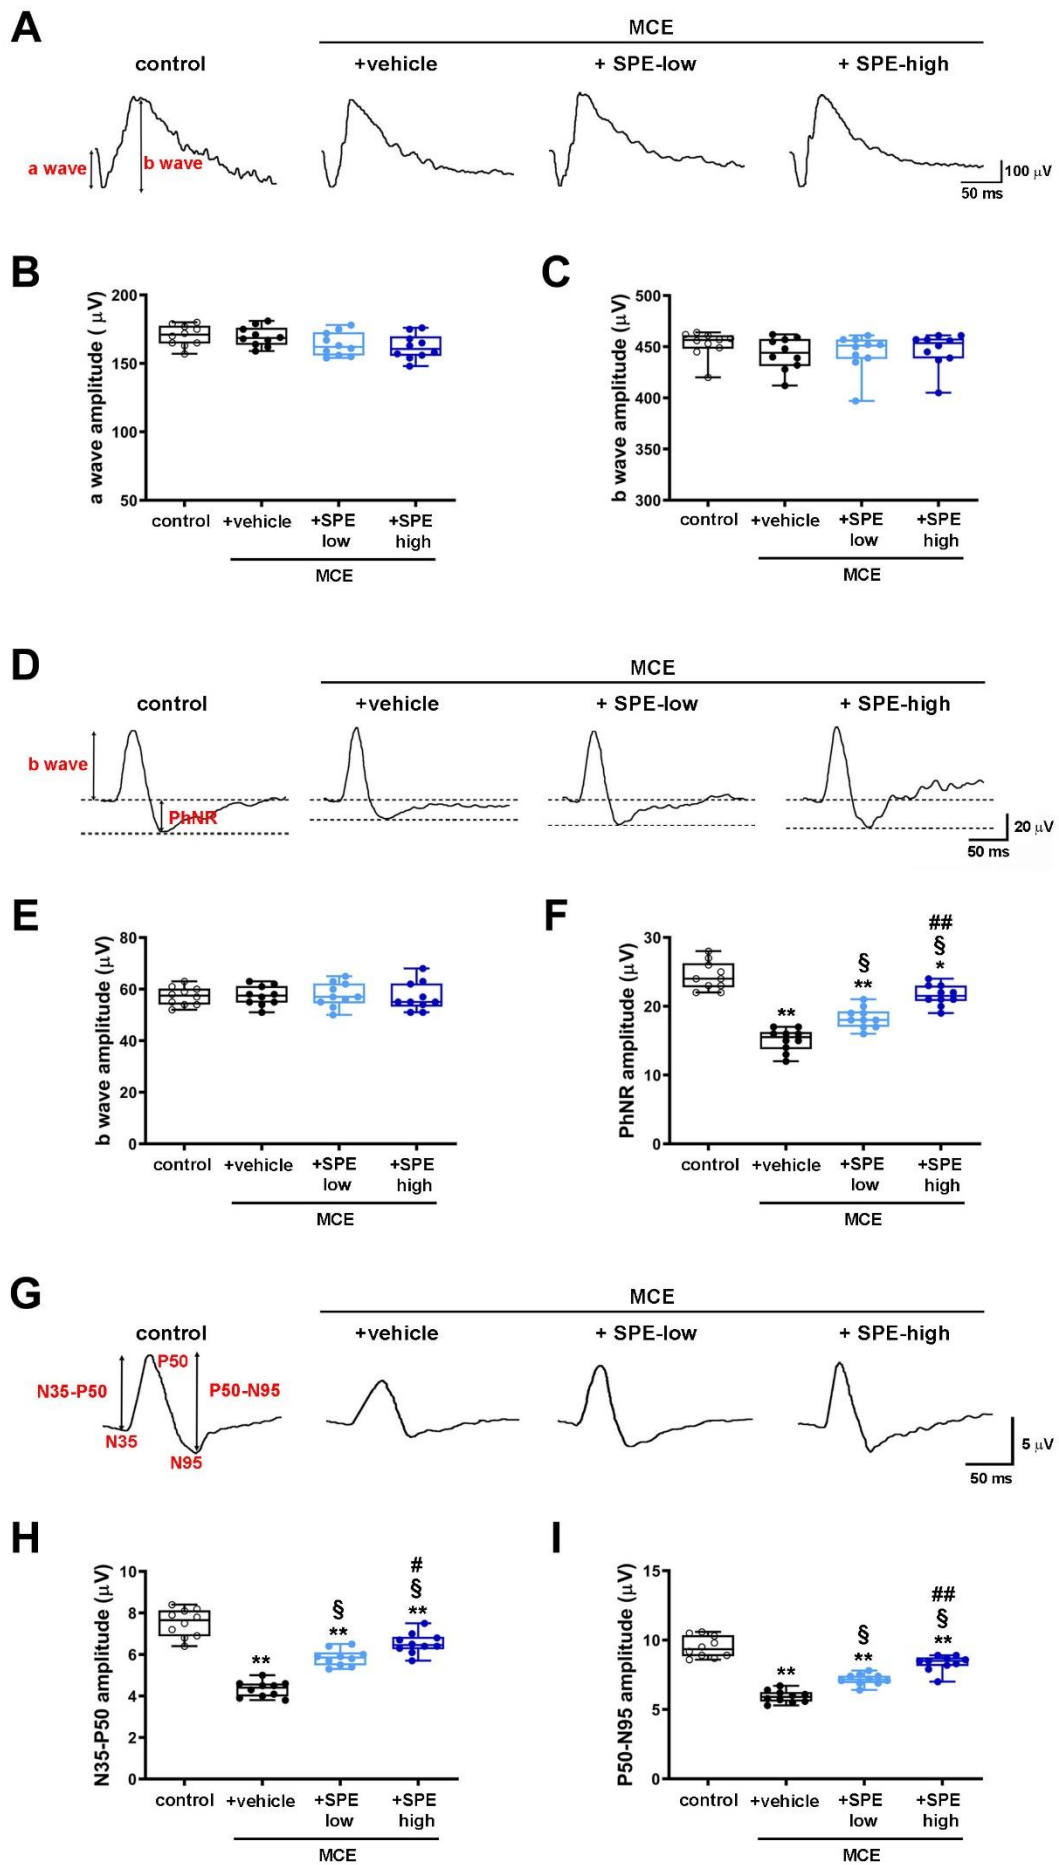 A
MCE
control
+vehicle
+ SPE-low
+ SPE-high
a wave
b wave
100 μV
50 ms
B
a wave amplitude ( μV)
200
150
100
50
control
+vehicle
+SPE
low
+SPE
high
MCE
C
b wave amplitude (μV)
500
450
400
350
300
control
+vehicle
+SPE
low
+SPE
high
MCE
D
MCE
control
+vehicle
+ SPE-low
+ SPE-high
b wave
PhNR
20 μV
50 ms
E
b wave amplitude (μV)
80
60
40
20
0
control
+vehicle
+SPE
low
+SPE
high
MCE
F
PhNR amplitude (μV)
30
20
10
0
**
§
**
##
§
*
control
+vehicle
+SPE
low
+SPE
high
MCE
G
MCE
control
+vehicle
+ SPE-low
+ SPE-high
N35-P50
P50
P50-N95
N35
N95
5 μV
50 ms
H
N35-P50 amplitude (μV)
10
8
6
4
2
0
**
§
**
#
§
**
control
+vehicle
+SPE
low
+SPE
high
MCE
I
P50-N95 amplitude (μV)
15
10
5
0
**
§
**
##
§
**
control
+vehicle
+SPE
low
+SPE
high
MCE